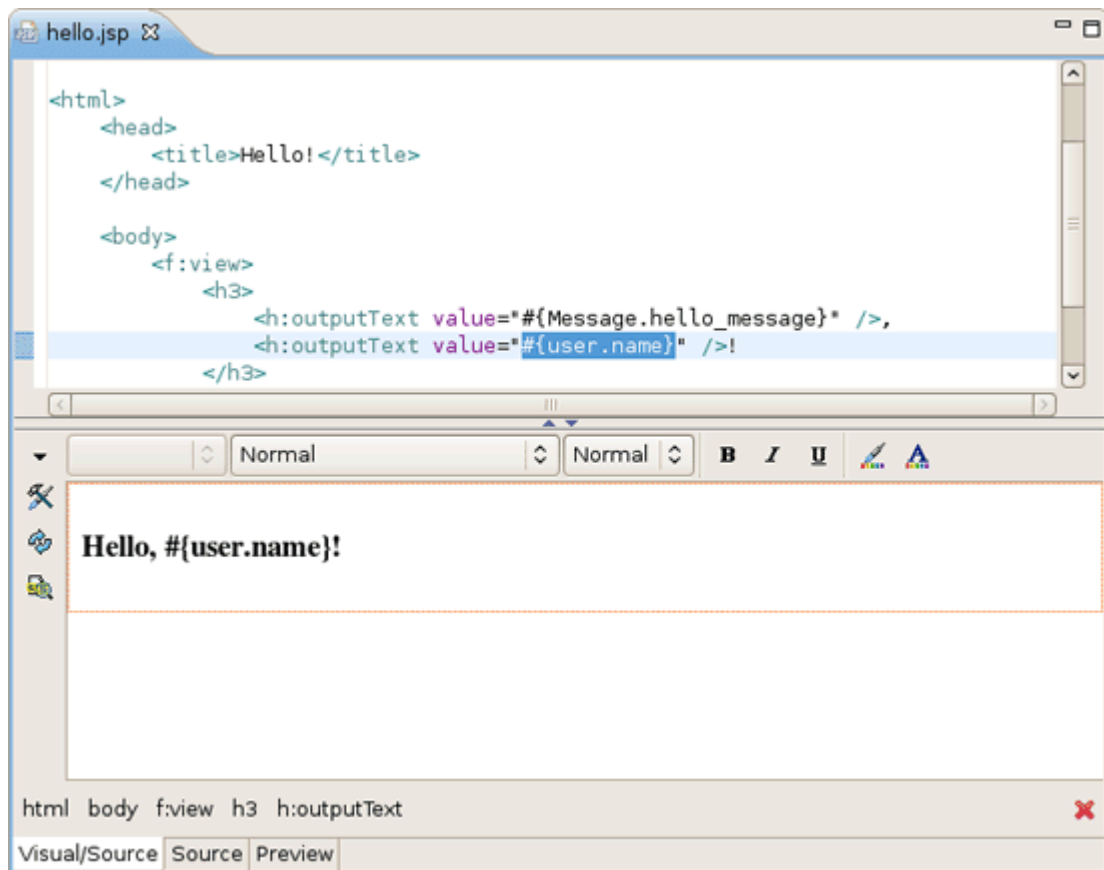 hello.jsp
<html>
<head>
<title>Hello!</title>
</head>
<body>
<f:view>
<h3>
<h:outputText value="#{Message.hello_message}" />,
<h:outputText value="#{user.name}" />!
</h3>
Normal Normal B I U A
Hello, #{user.name}!
html body f:view h3 h:outputText
Visual/Source Source Preview